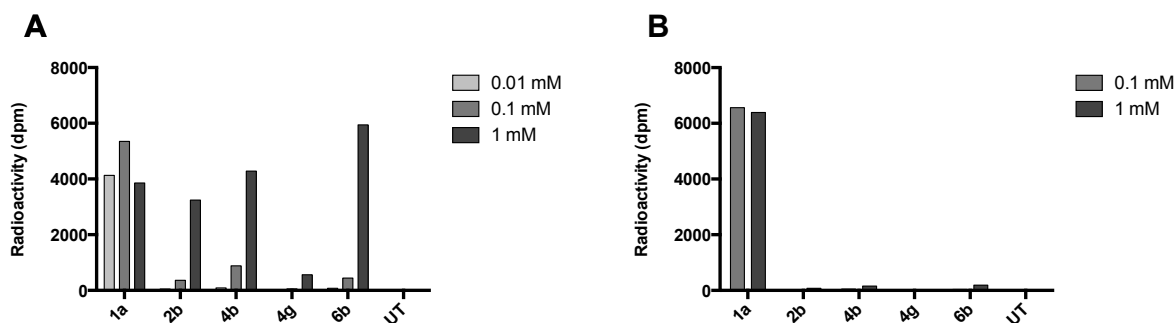 A
8000
6000
4000
2000
0
Radioactivity (dpm)
1a
2b
4b
4g
6b
UT
0.01 mM
0.1 mM
1 mM
B
8000
6000
4000
2000
0
Radioactivity (dpm)
1a
2b
4b
4g
6b
UT
0.1 mM
1 mM